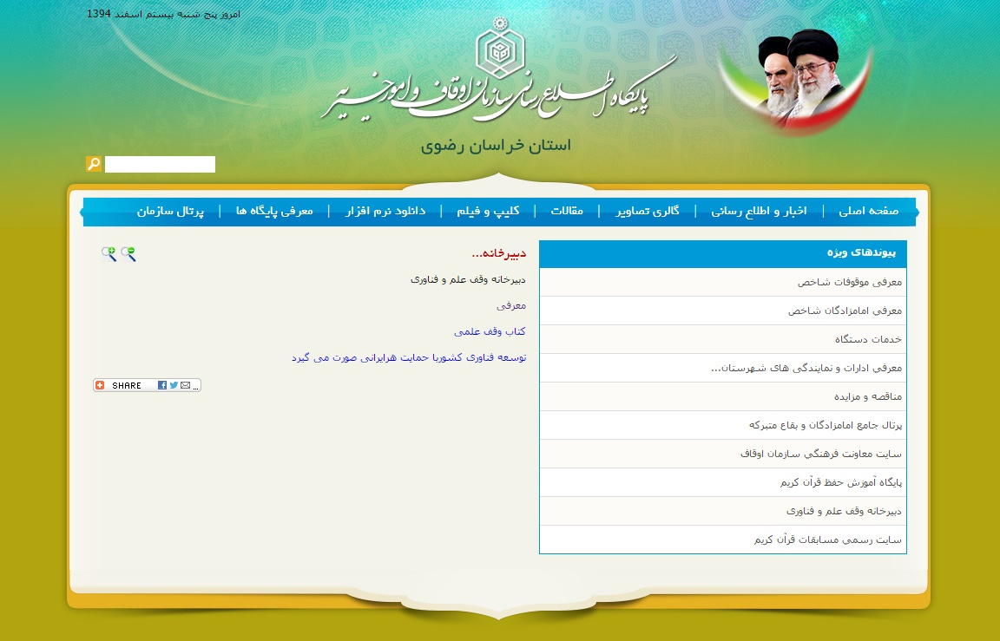 امروز پنج شنبه بیستم اسفند 1394
پایگاه اطلاع رسانی سازمان اوقاف و امور خیریه
استان خراسان رضوی
صفحه اصلی | اخبار و اطلاع رسانی | گالری تصاویر | مقالات | کلیپ و فیلم | دانلود نرم افزار | معرفی پایگاه ها | پرتال سازمان
پیوندهای ویژه
معرفی موقوفات شاخص
معرفی امامزادگان شاخص
خدمات دستگاه
معرفی ادارات و نمایندگی های شهرستان...
مناقصه و مزایده
پرتال جامع امامزادگان و بقاع متبرکه
سایت معاونت فرهنگی سازمان اوقاف
پایگاه آموزش حفظ قرآن کریم
دبیرخانه وقف علم و فناوری
سایت رسمی مسابقات قرآن کریم
دبیرخانه...
دبیرخانه وقف علم و فناوری
معرفی
کتاب وقف علمی
توسعه فناوری کشوربا حمایت هرایرانی صورت می گیرد
SHARE ...